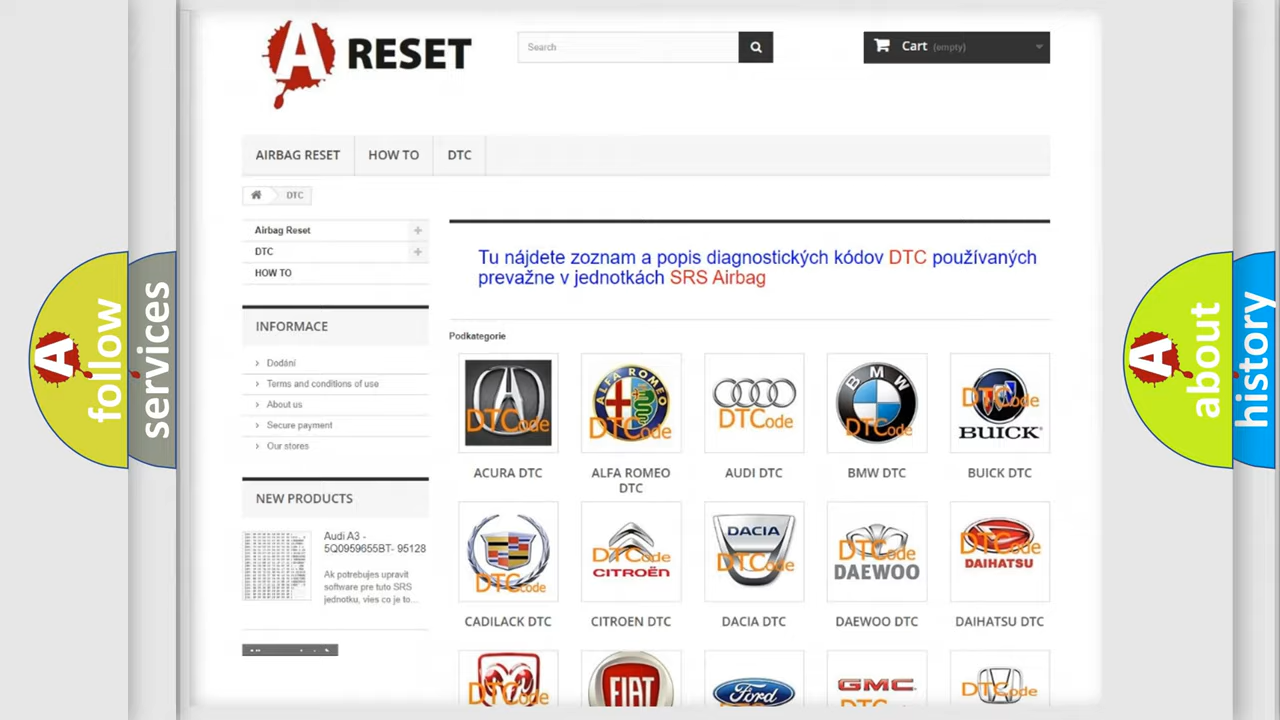 A RESET
Search
Cart (empty)
AIRBAG RESET
HOW TO
DTC
DTC
Airbag Reset
DTC
HOW TO
INFORMACE
Dodání
Terms and conditions of use
About us
Secure payment
Our stores
NEW PRODUCTS
Audi A3 -
5Q0959655BT- 95128
Ak potrebujes upravit
software pre tuto SRS
jednotku, vies co je to...
Tu nájdete zoznam a popis diagnostických kódov DTC používaných
prevažne v jednotkách SRS Airbag
Podkategorie
DTCode
ALFA ROMEO
DTCode
DTCode
BMW
DTCode
DTCode
BUICK
ACURA DTC
ALFA ROMEO
DTC
AUDI DTC
BMW DTC
BUICK DTC
DTCode
DTCode
CITROËN
DACIA
DTCode
DTCode
DAEWOO
DTCode
DAIHATSU
CADILACK DTC
CITROEN DTC
DACIA DTC
DAEWOO DTC
DAIHATSU DTC
DTCode
FIAT
Ford
GMC
DTCode
A follow
services
A about
history